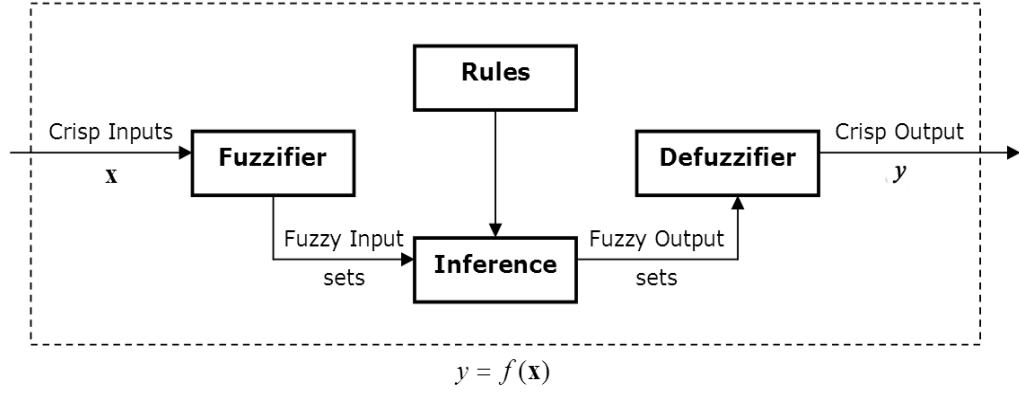 Rules
Crisp Inputs
x
Fuzzifier
Defuzzifier
Crisp Output
y
Fuzzy Input
sets
Inference
Fuzzy Output
sets
y = f(x)